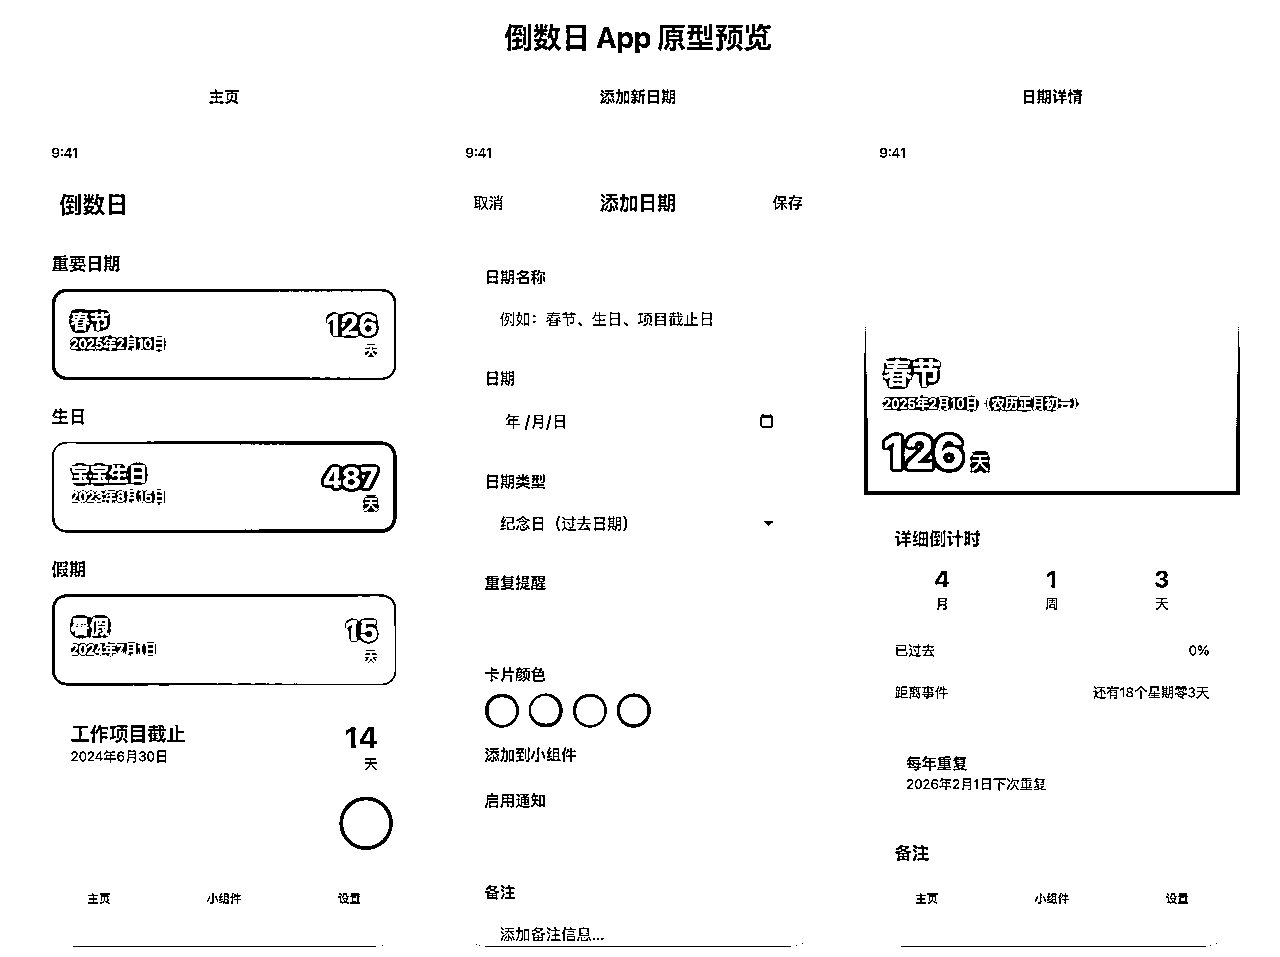 倒数日 App 原型预览
主页
9:41
倒数日
重要日期
春节
2025年2月10日
126
天
生日
宝宝生日
2023年8月15日
487
天
假期
暑假
2024年7月1日
15
天
工作项目截止
2024年6月30日
14
天
主页 小组件 设置
添加新日期
9:41
取消 添加日期 保存
日期名称
例如：春节、生日、项目截止日
日期
年 /月/日
日期类型
纪念日（过去日期）
重复提醒
卡片颜色
添加到小组件
启用通知
备注
添加备注信息...
日期详情
9:41
春节
2025年2月10日（农历正月初一）
126 天
详细倒计时
4 1 3
月 周 天
已过去 0%
距离事件 还有18个星期零3天
每年重复
2026年2月1日下次重复
备注
主页 小组件 设置